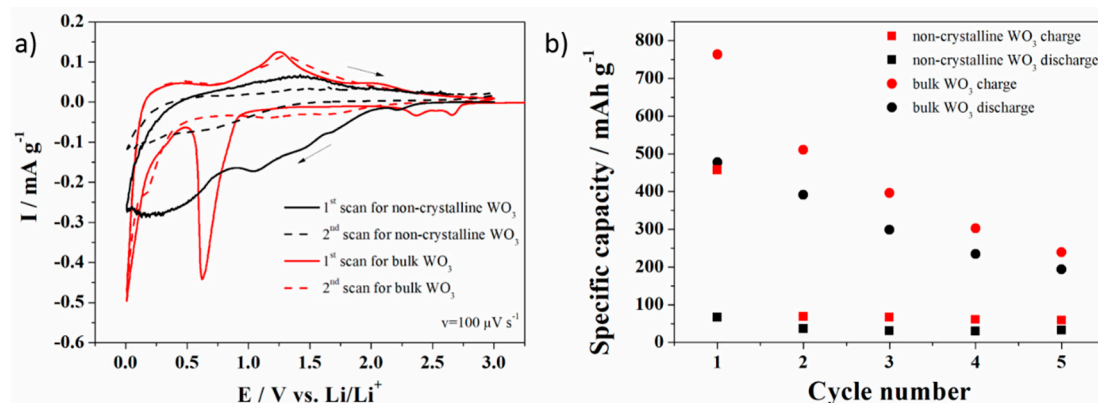 a)
I / mA g⁻¹
0.2
0.1
0.0
-0.1
-0.2
-0.3
-0.4
-0.5
-0.6
1ˢᵗ scan for non-crystalline WO₃
2ⁿᵈ scan for non-crystalline WO₃
1ˢᵗ scan for bulk WO₃
2ⁿᵈ scan for bulk WO₃
v=100 µV s⁻¹
0.0 0.5 1.0 1.5 2.0 2.5 3.0
E / V vs. Li/Li⁺
b)
Specific capacity / mAh g⁻¹
800
700
600
500
400
300
200
100
0
non-crystalline WO₃ charge
non-crystalline WO₃ discharge
bulk WO₃ charge
bulk WO₃ discharge
1 2 3 4 5
Cycle number